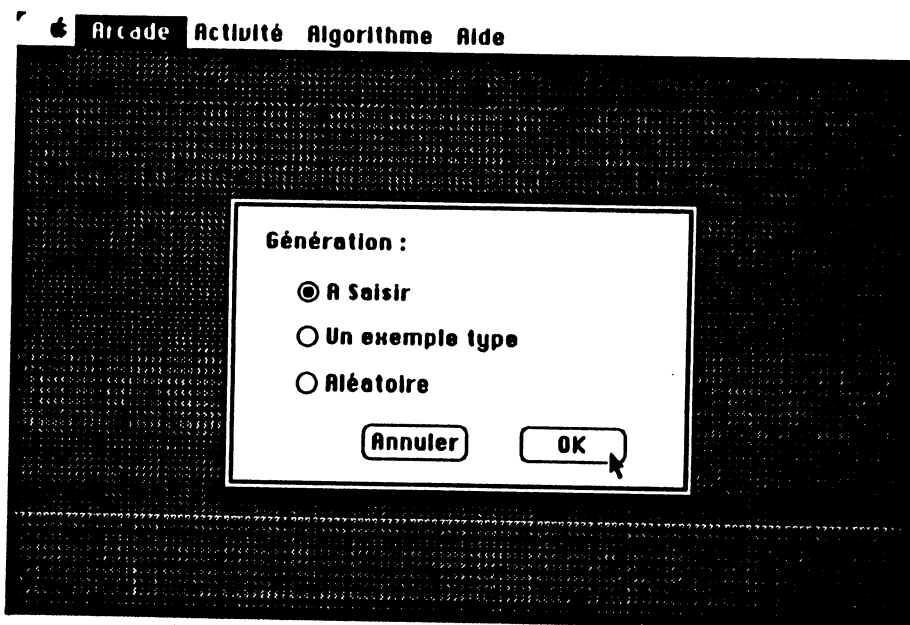 Arcade Activité Algorithme Aide
Génération :
A Saisir
Un exemple type
Aléatoire
Annuler OK